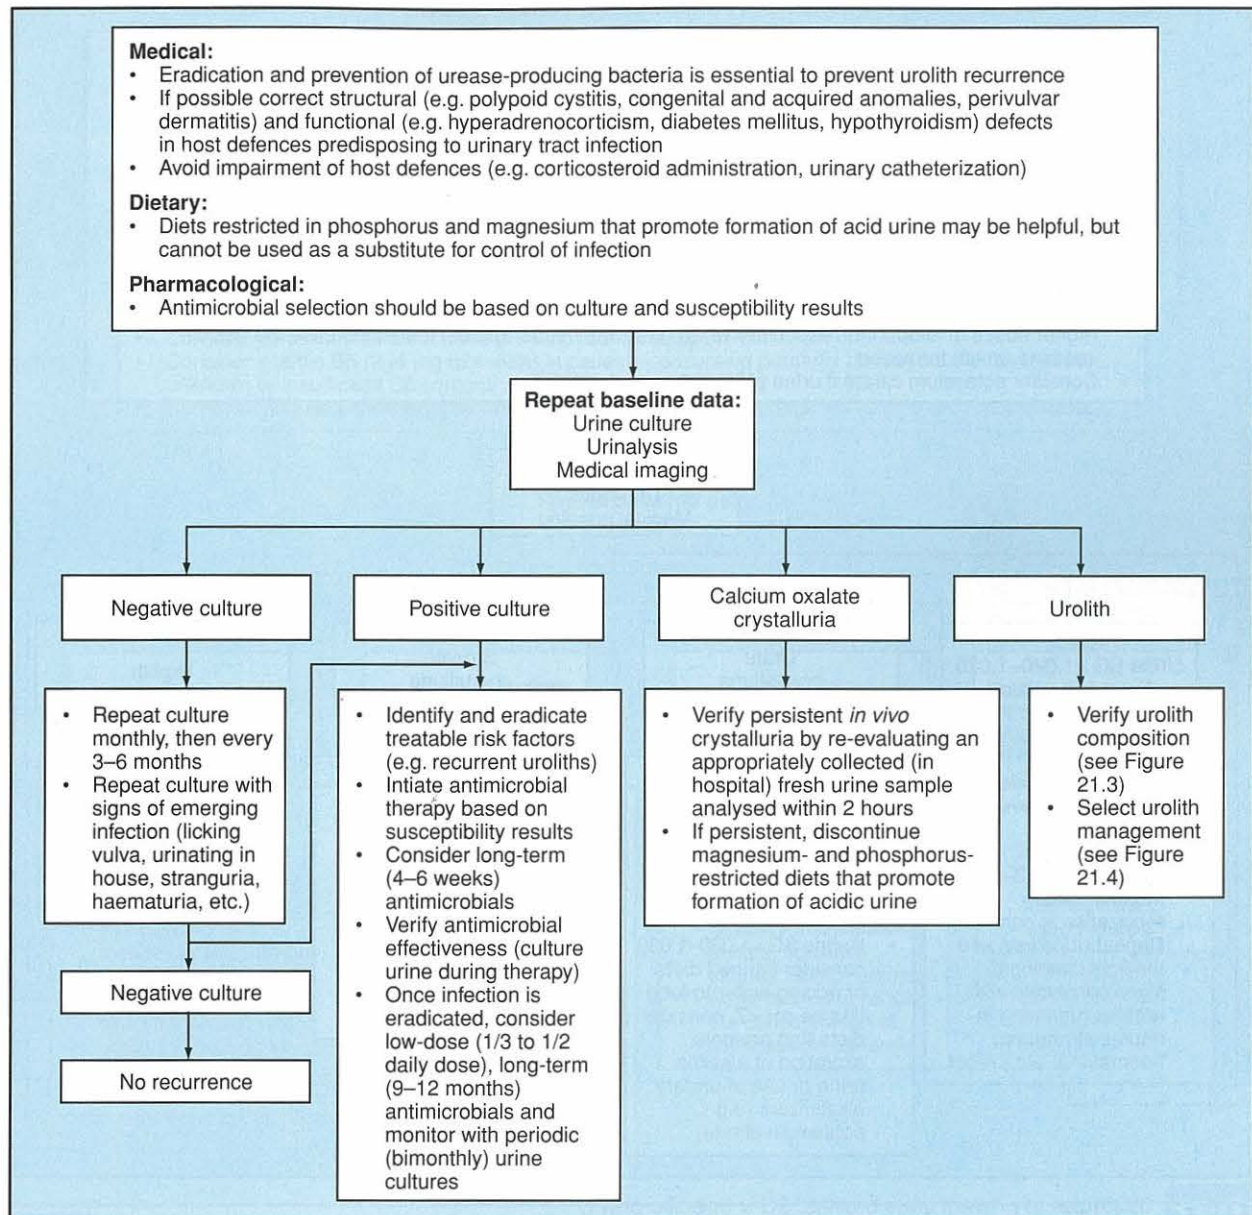 Medical:
• Eradication and prevention of urease-producing bacteria is essential to prevent urolith recurrence
• If possible correct structural (e.g. polypoid cystitis, congenital and acquired anomalies, perivulvar
dermatitis) and functional (e.g. hyperadrenocorticism, diabetes mellitus, hypothyroidism) defects
in host defences predisposing to urinary tract infection
• Avoid impairment of host defences (e.g. corticosteroid administration, urinary catheterization)
Dietary:
• Diets restricted in phosphorus and magnesium that promote formation of acid urine may be helpful, but
cannot be used as a substitute for control of infection
Pharmacological:
• Antimicrobial selection should be based on culture and susceptibility results
Repeat baseline data:
Urine culture
Urinalysis
Medical imaging
Negative culture
• Repeat culture
monthly, then every
3–6 months
• Repeat culture with
signs of emerging
infection (licking
vulva, urinating in
house, stranguria,
haematuria, etc.)
Negative culture
No recurrence
Positive culture
• Identify and eradicate
treatable risk factors
(e.g. recurrent uroliths)
• Intiate antimicrobial
therapy based on
susceptibility results
• Consider long-term
(4–6 weeks)
antimicrobials
• Verify antimicrobial
effectiveness (culture
urine during therapy)
• Once infection is
eradicated, consider
low-dose (1/3 to 1/2
daily dose), long-term
(9–12 months)
antimicrobials and
monitor with periodic
(bimonthly) urine
cultures
Calcium oxalate
crystalluria
• Verify persistent in vivo
crystalluria by re-evaluating an
appropriately collected (in
hospital) fresh urine sample
analysed within 2 hours
• If persistent, discontinue
magnesium- and phosphorus-
restricted diets that promote
formation of acidic urine
Urolith
• Verify urolith
composition
(see Figure
21.3)
• Select urolith
management
(see Figure
21.4)